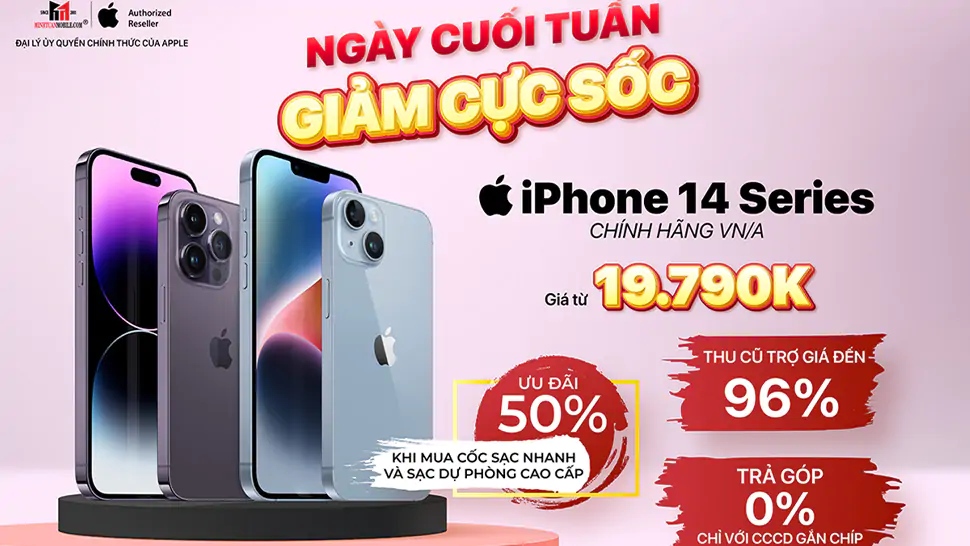 MINHTUANMOBILE.COM®
Authorized
Reseller
ĐẠI LÝ ỦY QUYỀN CHÍNH THỨC CỦA APPLE
NGÀY CUỐI TUẦN
GIẢM CỰC SỐC
iPhone 14 Series
CHÍNH HÃNG VN/A
Giá từ 19.790K
ƯU ĐÃI
50%
KHI MUA CỐC SẠC NHANH
VÀ SẠC DỰ PHÒNG CAO CẤP
THU CŨ TRỢ GIÁ ĐẾN
96%
TRẢ GÓP
0%
CHỈ VỚI CCCD GẮN CHÍP